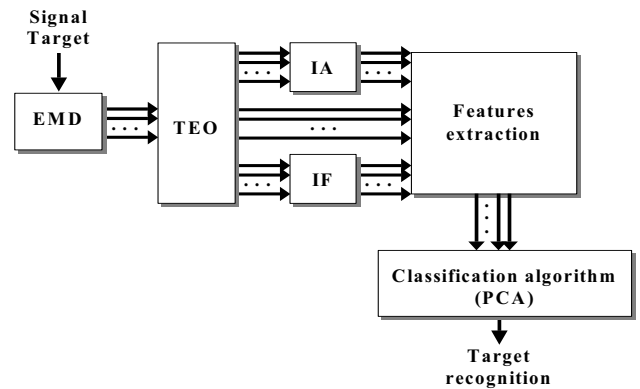 Signal
Target
EMD
. . .
TEO
. . .
IA
. . .
. . .
. . .
IF
. . .
Features
extraction
Classification algorithm
(PCA)
Target
recognition